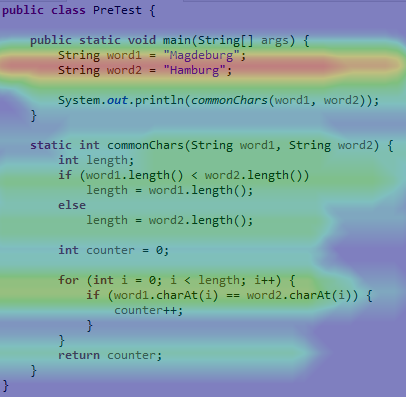 public class PreTest {
public static void main(String[] args) {
String word1 = "Magdeburg";
String word2 = "Hamburg";
System.out.println(commonChars(word1, word2));
}
static int commonChars(String word1, String word2) {
int length;
if (word1.length() < word2.length())
length = word1.length();
else
length = word2.length();
int counter = 0;
for (int i = 0; i < length; i++) {
if (word1.charAt(i) == word2.charAt(i)) {
counter++;
}
}
return counter;
}
}